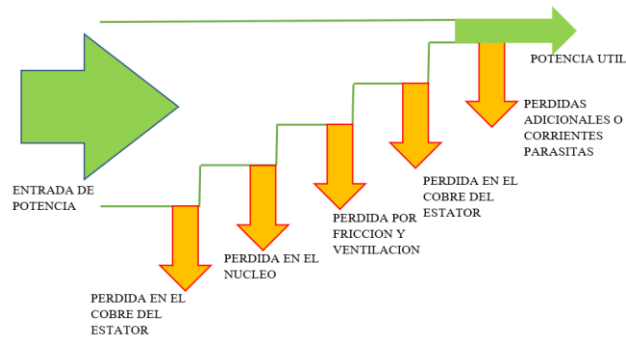 ENTRADA DE
POTENCIA
PERDIDA EN EL
COBRE DEL
ESTATOR
PERDIDA EN EL
NUCLEO
PERDIDA POR
FRICCION Y
VENTILACION
PERDIDA EN EL
COBRE DEL
ESTATOR
PERDIDAS
ADICIONALES O
CORRIENTES
PARASITAS
POTENCIA UTIL